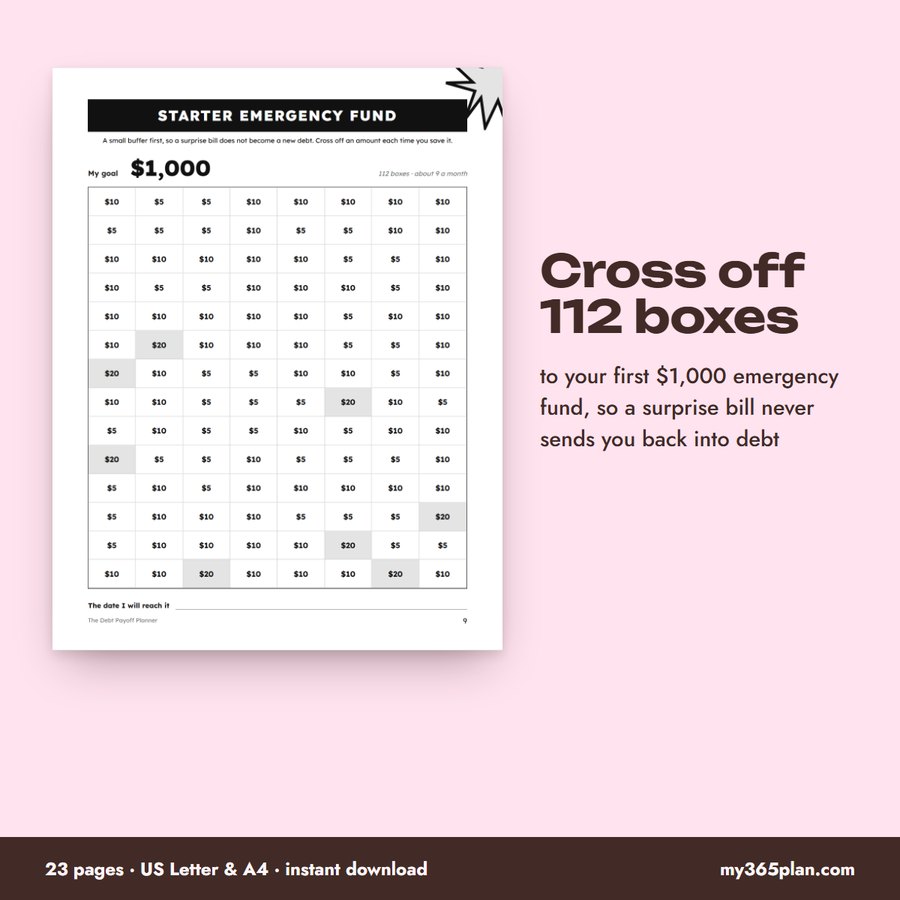 STARTER EMERGENCY FUND
A small buffer first, so a surprise bill does not become a new debt. Cross off an amount each time you save it.
My goal $1,000 112 boxes · about 9 a month
$10 $5 $5 $10 $10 $10 $10 $10
$5 $5 $5 $10 $5 $5 $10 $10
$10 $10 $10 $10 $10 $5 $5 $10
$10 $5 $5 $10 $10 $10 $5 $10
$10 $10 $10 $10 $10 $5 $10 $10
$10 $20 $10 $10 $10 $5 $5 $10
$20 $10 $5 $5 $10 $10 $5 $10
$10 $10 $5 $5 $5 $20 $10 $5
$5 $10 $5 $5 $10 $5 $10 $10
$20 $5 $5 $10 $5 $5 $5 $10
$5 $10 $5 $10 $10 $10 $10 $10
$5 $10 $10 $10 $5 $5 $5 $20
$5 $10 $10 $10 $10 $20 $5 $5
$10 $10 $20 $10 $10 $10 $20 $10
The date I will reach it
The Debt Payoff Planner 9
Cross off
112 boxes
to your first $1,000 emergency
fund, so a surprise bill never
sends you back into debt
23 pages · US Letter & A4 · instant download
my365plan.com